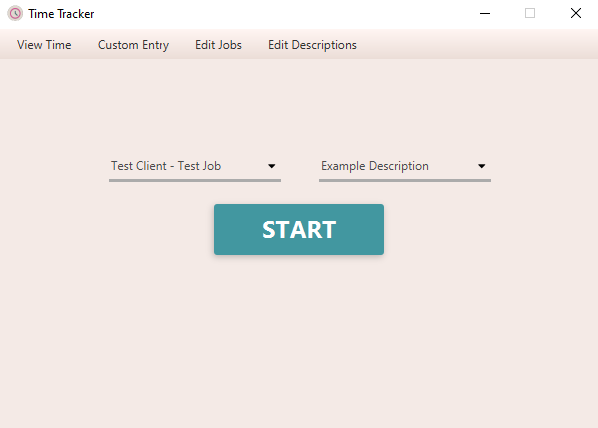 Time Tracker
View Time Custom Entry Edit Jobs Edit Descriptions
Test Client - Test Job Example Description
START